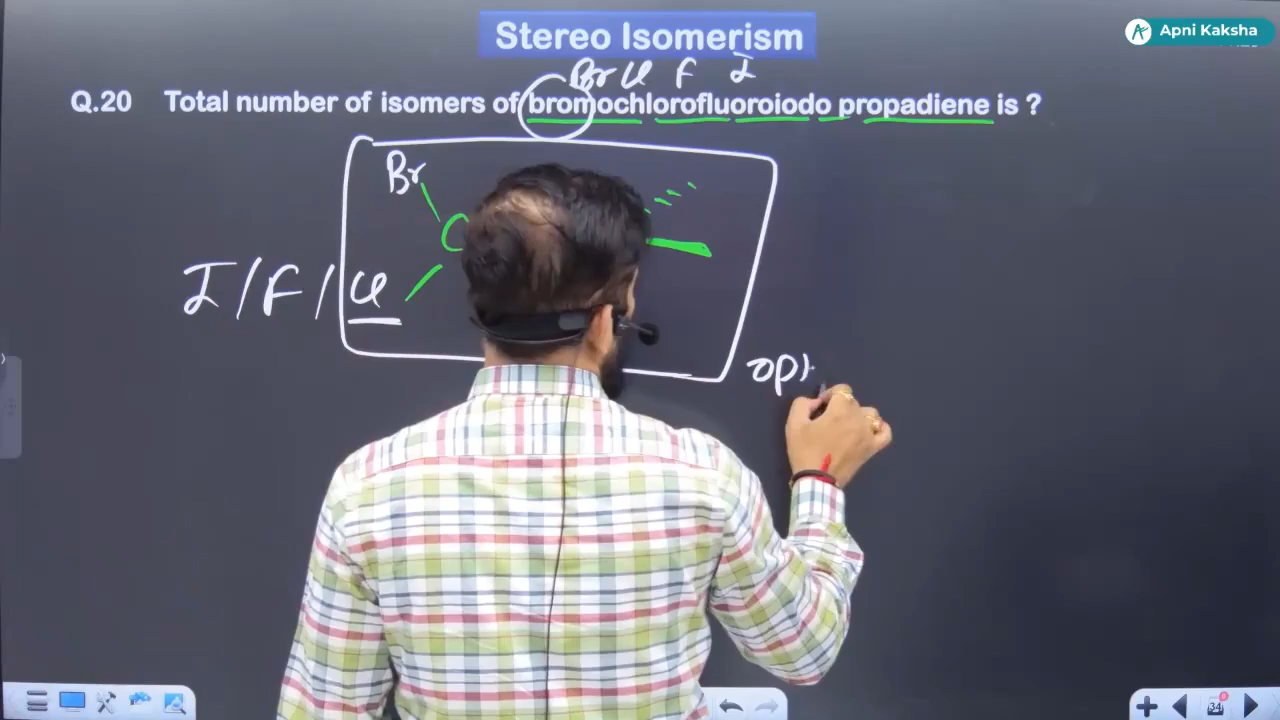 Stereo Isomerism
Apni Kaksha
Br Cl F I
Q.20 Total number of isomers of bromochlorofluoroiodo propadiene is ?
Br
C
I/F/Cl
opt
34